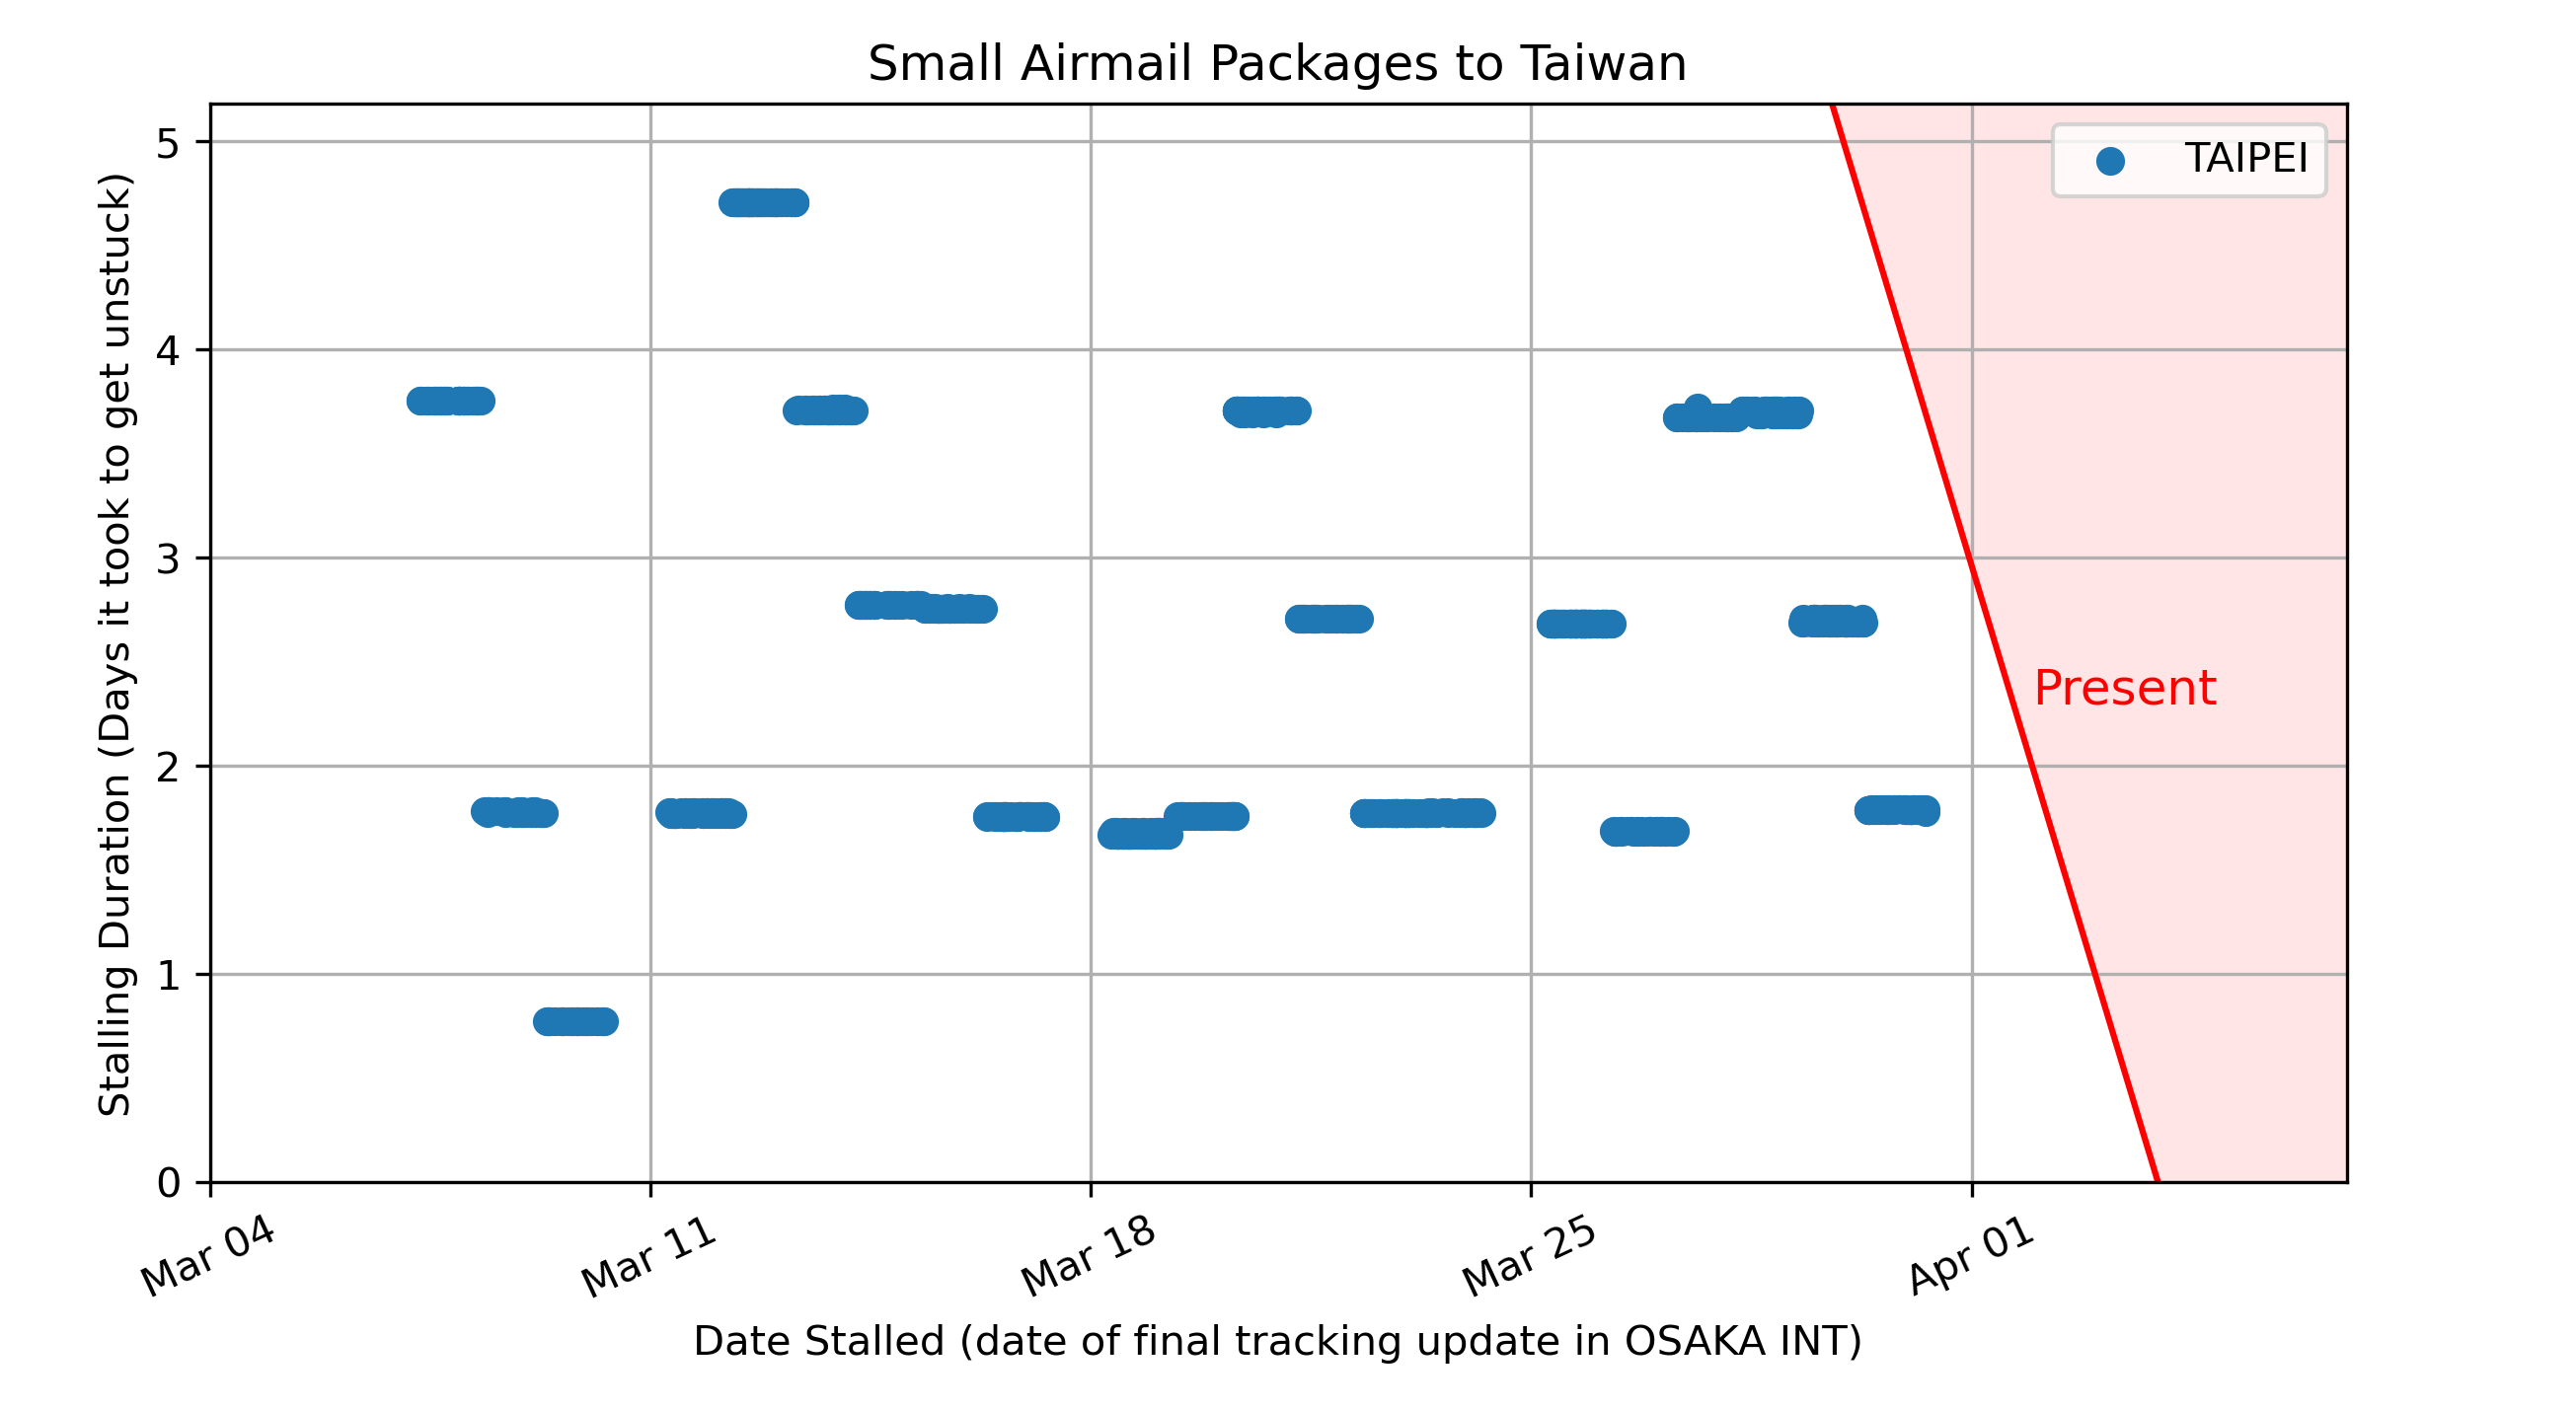 Small Airmail Packages to Taiwan
TAIPEI
Stalling Duration (Days it took to get unstuck)
5
4
3
2
1
0
Present
Mar 04
Mar 11
Mar 18
Mar 25
Apr 01
Date Stalled (date of final tracking update in OSAKA INT)